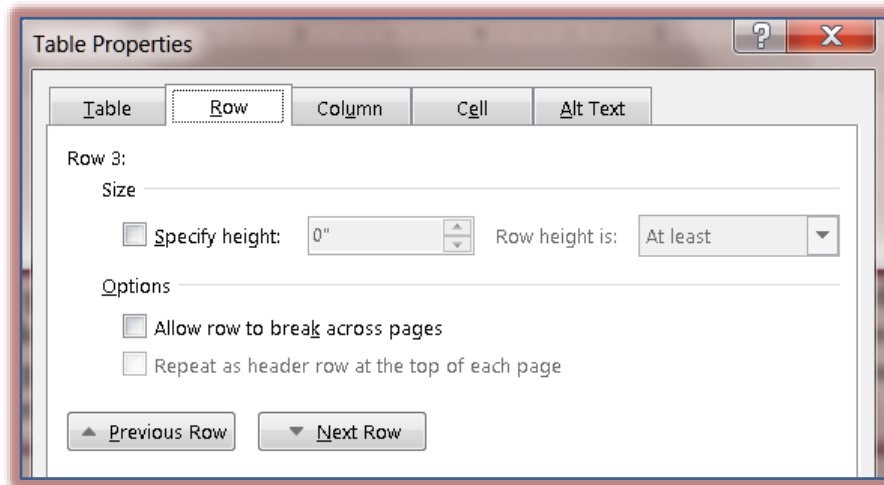 Table Properties
?
X
Table Row Column Cell Alt Text
Row 3:
Size
Specify height: 0" Row height is: At least
Options
Allow row to break across pages
Repeat as header row at the top of each page
Previous Row Next Row